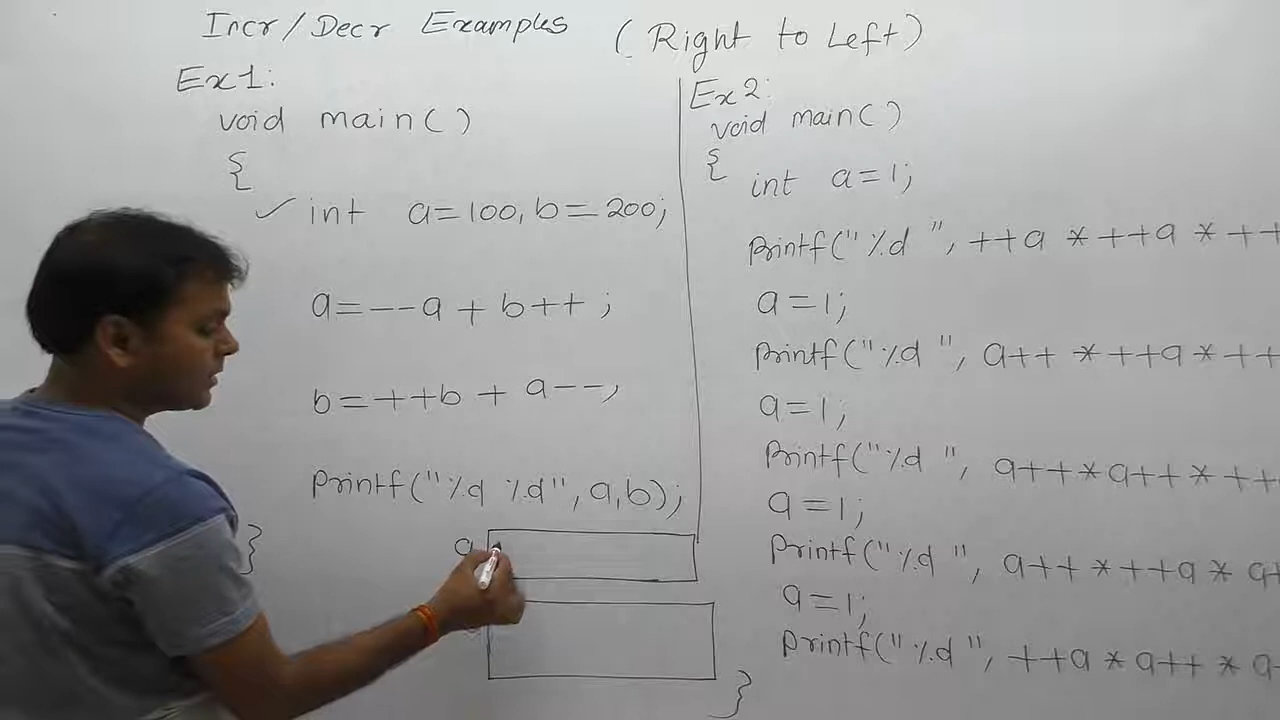 Incr/Decr Examples (Right to Left)
Ex1:
void main()
{
✓ int a=100, b=200;
a=--a + b++ ;
b=++b + a--;
Printf("%d %d", a,b);
a
}
Ex2:
void main()
{
int a=1;
Printf("%d ", ++a * ++a * ++
a=1;
Printf("%d ", a++ * ++a * ++
a=1;
Printf("%d ", a++ * a++ * ++
a=1;
Printf("%d ", a++ * ++a * a+
a=1;
Printf("%d ", ++a * a++ * a-
}